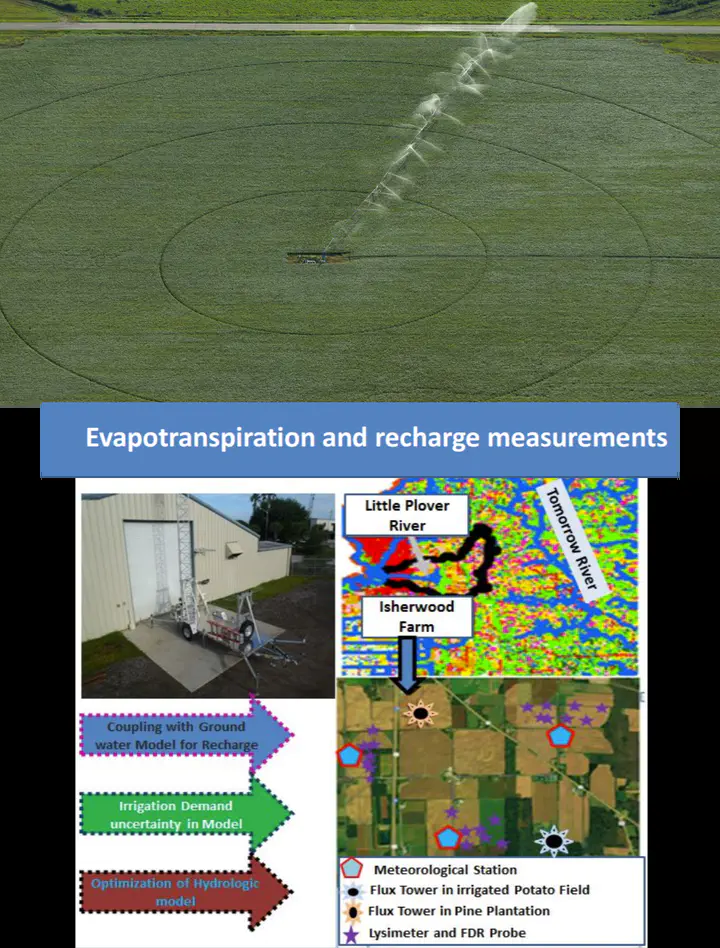 Evapotranspiration and recharge measurements
Little Plover
River
Tomorrow River
Isherwood
Farm
Coupling with Ground
water Model for Recharge
Irrigation Demand
uncertainty in Model
Optimization of Hydrologic
model
Meteorological Station
Flux Tower in irrigated Potato Field
Flux Tower in Pine Plantation
Lysimeter and FDR Probe